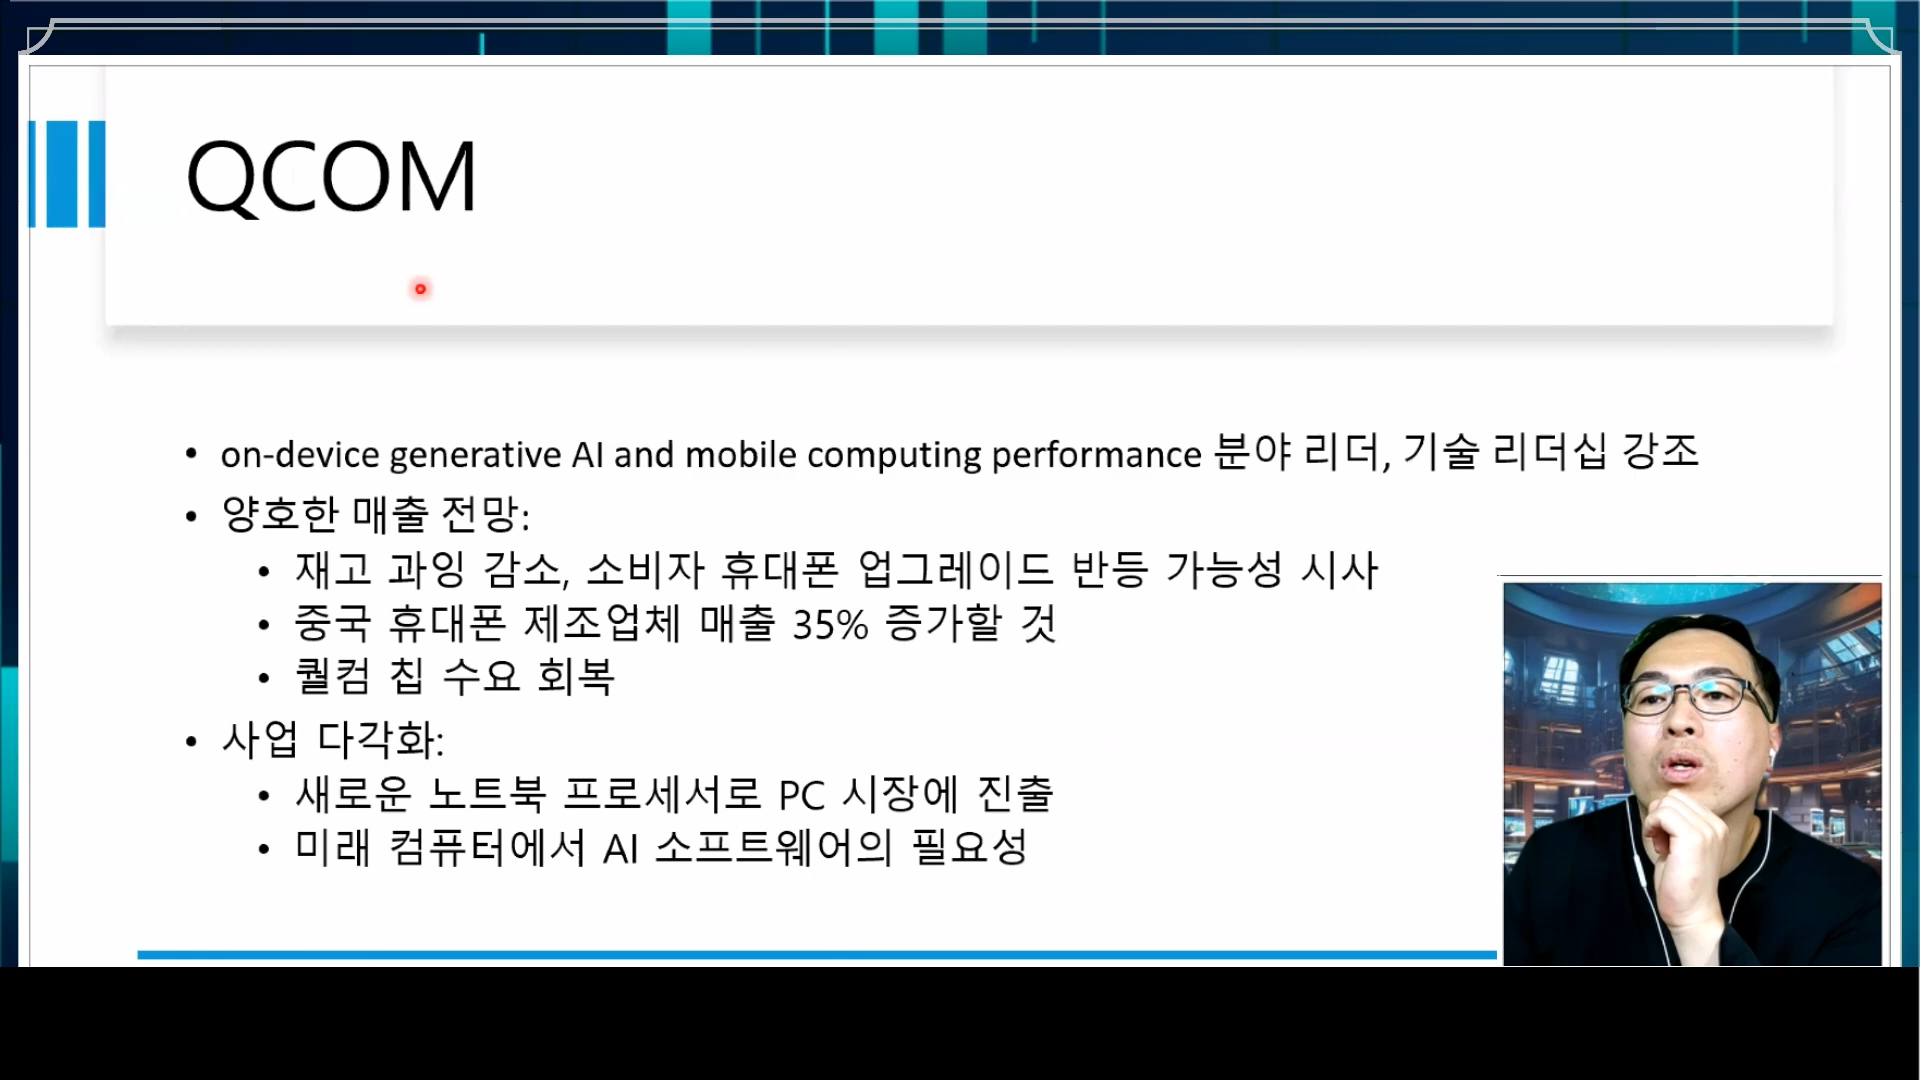 QCOM
• on-device generative AI and mobile computing performance 분야 리더, 기술 리더십 강조
• 양호한 매출 전망:
• 재고 과잉 감소, 소비자 휴대폰 업그레이드 반등 가능성 시사
• 중국 휴대폰 제조업체 매출 35% 증가할 것
• 퀄컴 칩 수요 회복
• 사업 다각화:
• 새로운 노트북 프로세서로 PC 시장에 진출
• 미래 컴퓨터에서 AI 소프트웨어의 필요성